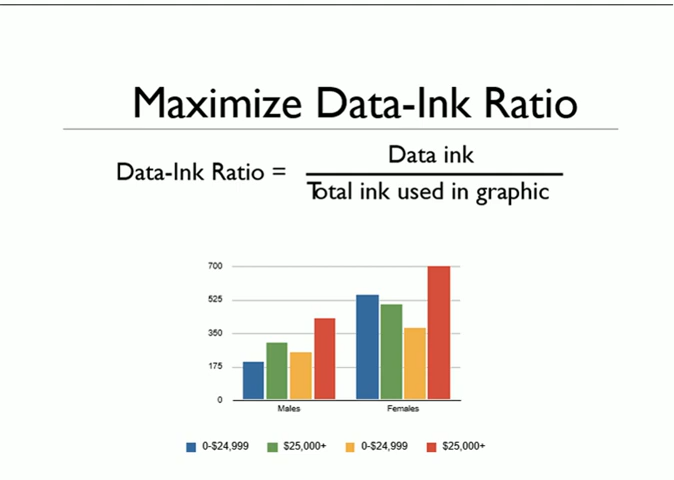 Maximize Data-Ink Ratio
Data-Ink Ratio =
Data ink
Total ink used in graphic
700
525
350
175
0
Males Females
0-$24,999 $25,000+ 0-$24,999 $25,000+